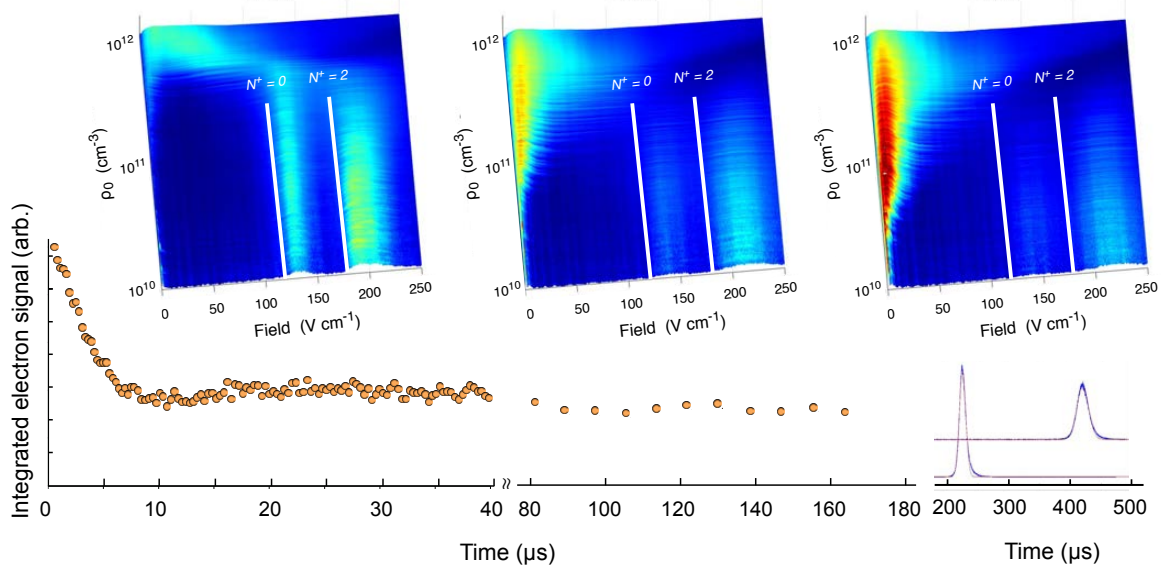 10¹²
N⁺ = 0
N⁺ = 2
10¹¹
ρ₀ (cm⁻³)
10¹⁰
0
50
100
150
200
250
Field (V cm⁻¹)
10¹²
N⁺ = 0
N⁺ = 2
10¹¹
ρ₀ (cm⁻³)
10¹⁰
0
50
100
150
200
250
Field (V cm⁻¹)
10¹²
N⁺ = 0
N⁺ = 2
10¹¹
ρ₀ (cm⁻³)
10¹⁰
0
50
100
150
200
250
Field (V cm⁻¹)
Integrated electron signal (arb.)
0 10 20 30 40 80 100 120 140 160 180
Time (µs)
200 300 400 500
Time (µs)